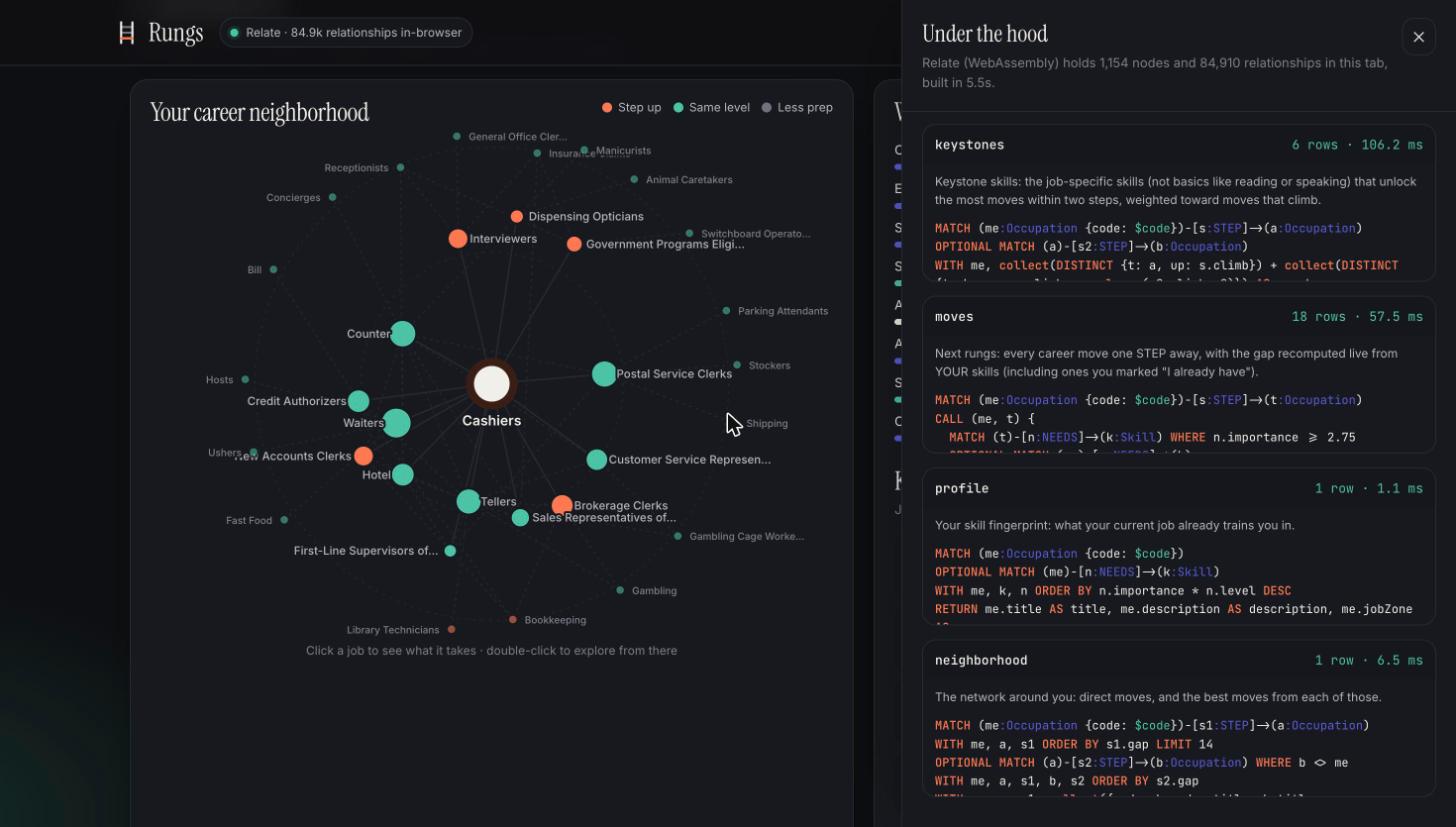 Rungs
Relate · 84.9k relationships in-browser
Your career neighborhood
Step up
Same level
Less prep
General Office Cler...
Manicurists
Receptionists
Animal Caretakers
Concierges
Dispensing Opticians
Interviewers
Switchboard Operato...
Government Programs Eligi...
Bill
Parking Attendants
Counter
Stockers
Postal Service Clerks
Hosts
Credit Authorizers
Waiters
Cashiers
Shipping
Ushers
Accounts Clerks
Customer Service Represen...
Hotel
Tellers
Brokerage Clerks
Sales Representatives of...
Fast Food
Gambling Cage Worke...
First-Line Supervisors of...
Gambling
Bookkeeping
Library Technicians
Click a job to see what it takes · double-click to explore from there
Under the hood
Relate (WebAssembly) holds 1,154 nodes and 84,910 relationships in this tab,
built in 5.5s.
keystones
6 rows · 106.2 ms
Keystone skills: the job-specific skills (not basics like reading or speaking) that unlock
the most moves within two steps, weighted toward moves that climb.
MATCH (me:Occupation {code: $code})-[s:STEP]->(a:Occupation)
OPTIONAL MATCH (a)-[s2:STEP]->(b:Occupation)
WITH me, collect(DISTINCT {t: a, up: s.climb}) + collect(DISTINCT
moves
18 rows · 57.5 ms
Next rungs: every career move one STEP away, with the gap recomputed live from
YOUR skills (including ones you marked "I already have").
MATCH (me:Occupation {code: $code})-[s:STEP]->(t:Occupation)
CALL (me, t) {
MATCH (t)-[n:NEEDS]->(k:Skill) WHERE n.importance >= 2.75
profile
1 row · 1.1 ms
Your skill fingerprint: what your current job already trains you in.
MATCH (me:Occupation {code: $code})
OPTIONAL MATCH (me)-[n:NEEDS]->(k:Skill)
WITH me, k, n ORDER BY n.importance * n.level DESC
RETURN me.title AS title, me.description AS description, me.jobZone
neighborhood
1 row · 6.5 ms
The network around you: direct moves, and the best moves from each of those.
MATCH (me:Occupation {code: $code})-[s1:STEP]->(a:Occupation)
WITH me, a, s1 ORDER BY s1.gap LIMIT 14
OPTIONAL MATCH (a)-[s2:STEP]->(b:Occupation) WHERE b <> me
WITH me, a, s1, b, s2 ORDER BY s2.gap